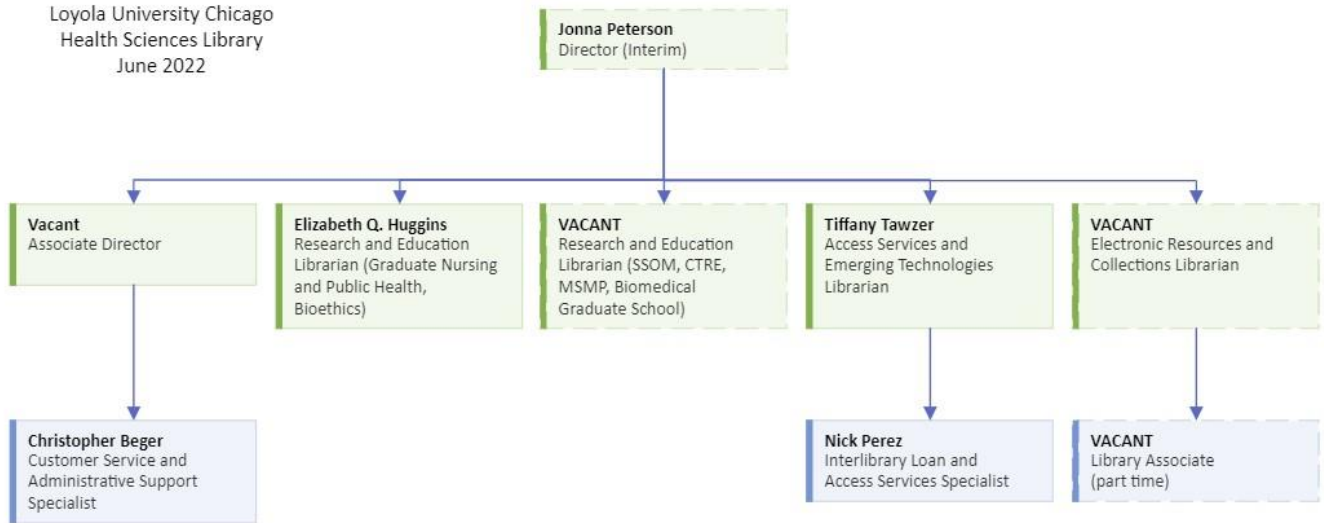 Loyola University Chicago
Health Sciences Library
June 2022
Jonna Peterson
Director (Interim)
Vacant
Associate Director
Elizabeth Q. Huggins
Research and Education
Librarian (Graduate Nursing
and Public Health,
Bioethics)
VACANT
Research and Education
Librarian (SSOM, CTRE,
MSMP, Biomedical
Graduate School)
Tiffany Tawzer
Access Services and
Emerging Technologies
Librarian
VACANT
Electronic Resources and
Collections Librarian
Christopher Beger
Customer Service and
Administrative Support
Specialist
Nick Perez
Interlibrary Loan and
Access Services Specialist
VACANT
Library Associate
(part time)